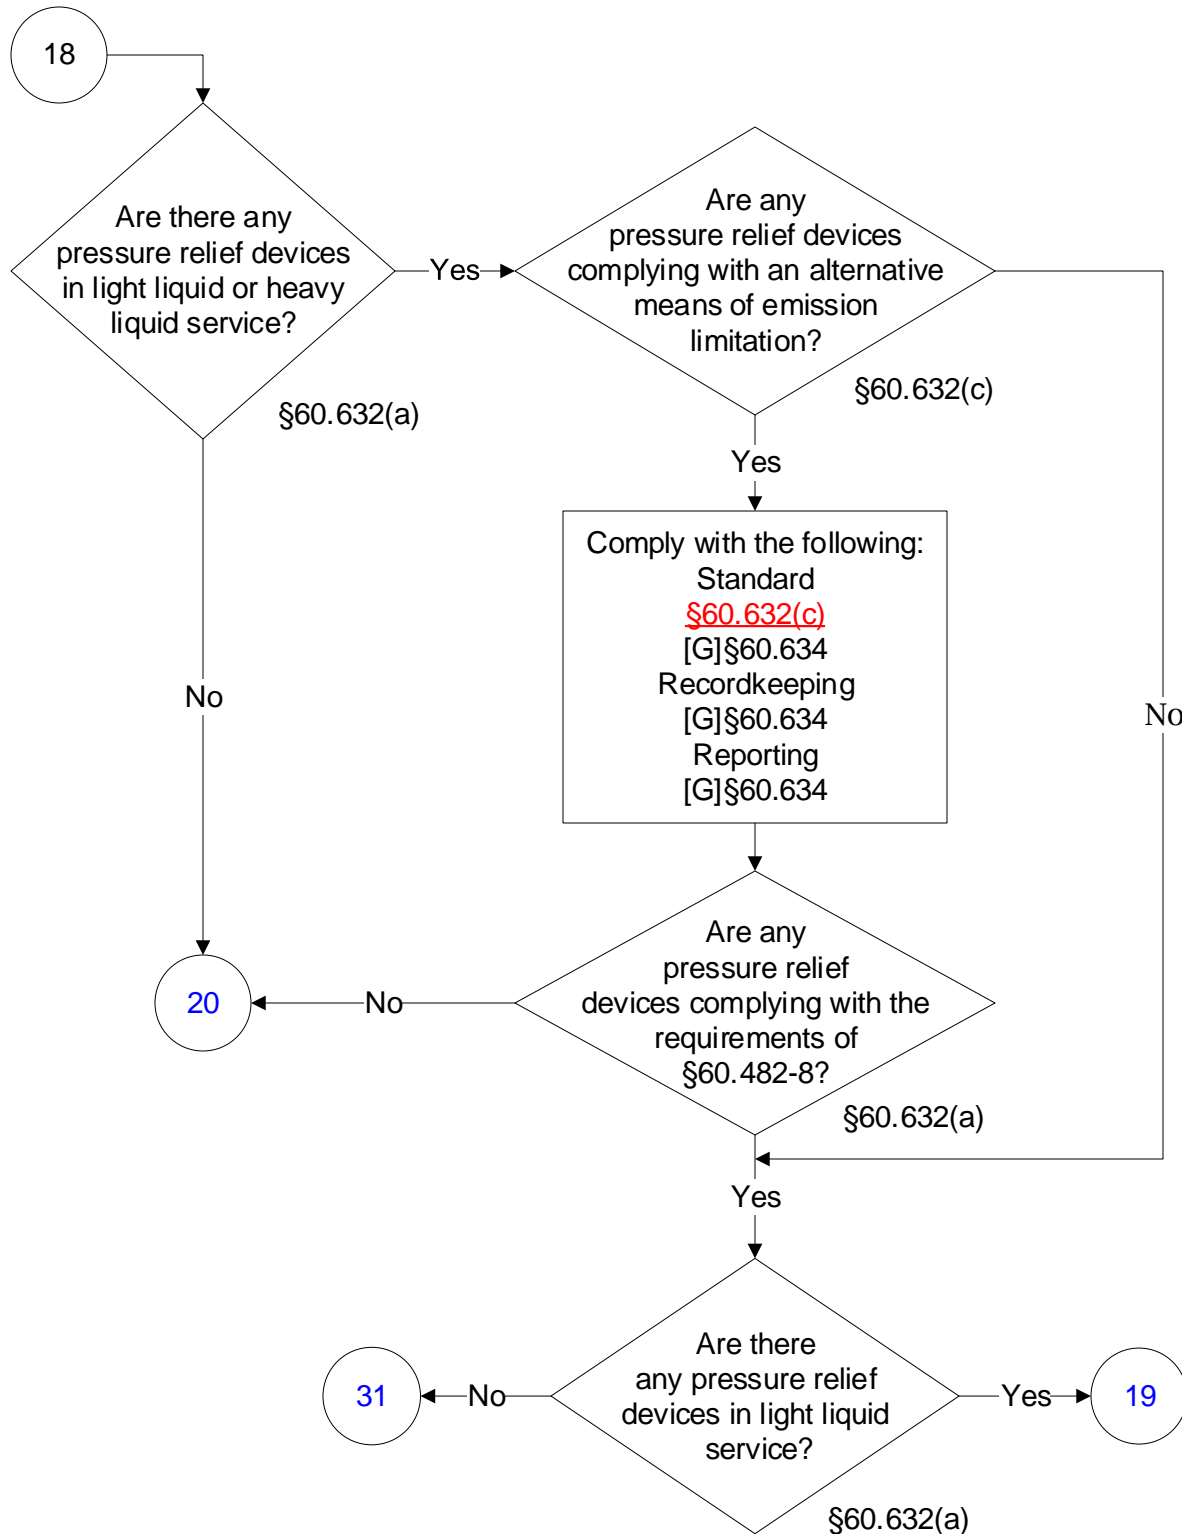 18
Are there any
pressure relief devices
in light liquid or heavy
liquid service?
§60.632(a)
Yes
No
Are any
pressure relief devices
complying with an alternative
means of emission
limitation?
§60.632(c)
Yes
No
Comply with the following:
Standard
§60.632(c)
[G]§60.634
Recordkeeping
[G]§60.634
Reporting
[G]§60.634
Are any
pressure relief
devices complying with the
requirements of
§60.482-8?
§60.632(a)
No
20
Yes
Are there
any pressure relief
devices in light liquid
service?
§60.632(a)
No
31
Yes
19